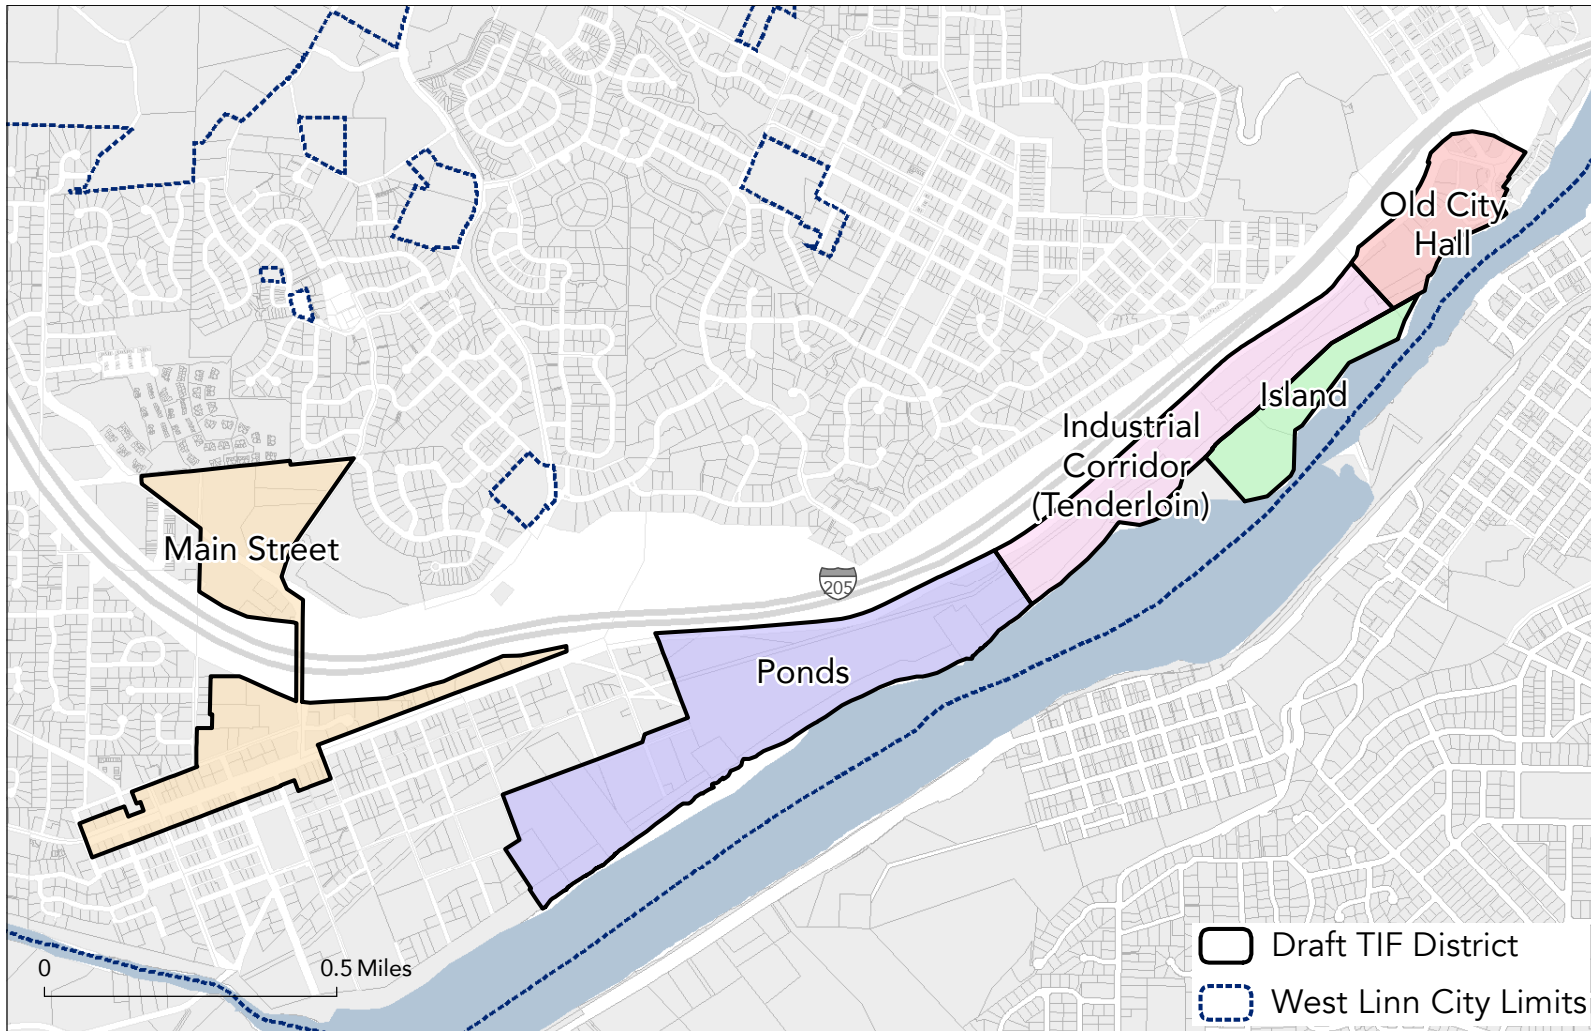 Old City
Hall
Island
Industrial
Corridor
(Tenderloin)
Main Street
205
Ponds
0 0.5 Miles
Draft TIF District
West Linn City Limits